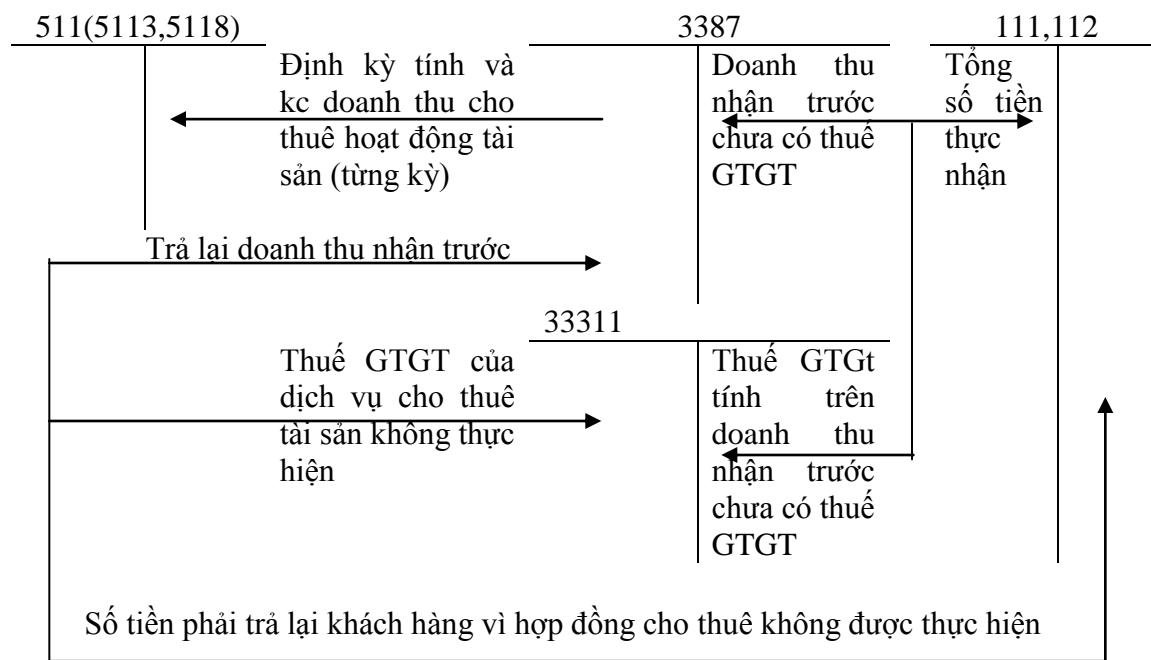 511(5113,5118)
3387
111,112
Định kỳ tính và
kc doanh thu cho
thuê hoạt động tài
sản (từng kỳ)
Doanh thu
nhận trước
chưa có thuế
GTGT
Tổng
số tiền
thực
nhận
Trả lại doanh thu nhận trước
33311
Thuế GTGT của
dịch vụ cho thuê
tài sản không thực
hiện
Thuế GTGt
tính trên
doanh thu
nhận trước
chưa có thuế
GTGT
Số tiền phải trả lại khách hàng vì hợp đồng cho thuê không được thực hiện